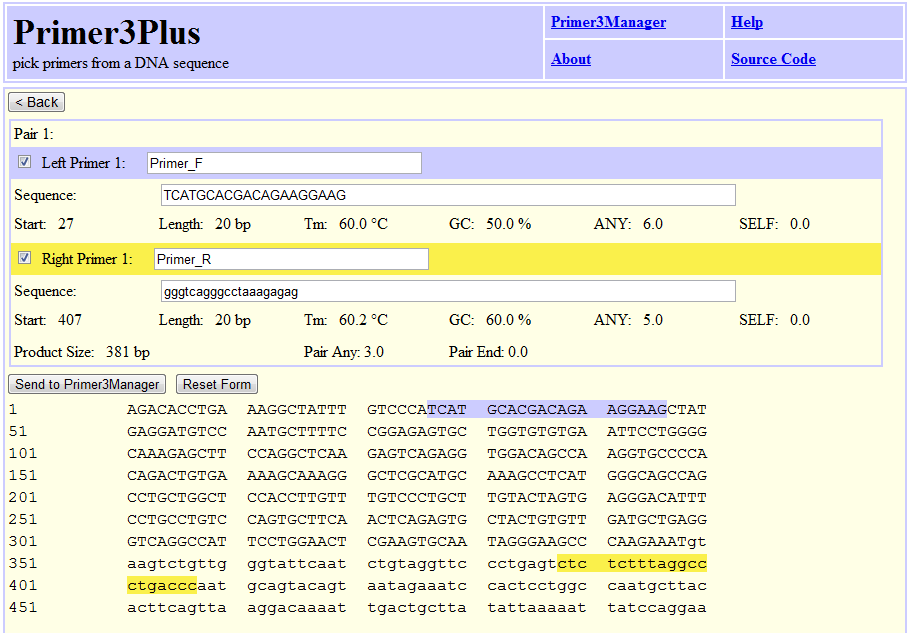 Primer3Plus
pick primers from a DNA sequence
Primer3Manager Help
About Source Code
< Back
Pair 1:
Left Primer 1: Primer_F
Sequence: TCATGCACGACAGAAGGAAG
Start: 27 Length: 20 bp Tm: 60.0 °C GC: 50.0 % ANY: 6.0 SELF: 0.0
Right Primer 1: Primer_R
Sequence: gggtcagggcctaaagagag
Start: 407 Length: 20 bp Tm: 60.2 °C GC: 60.0 % ANY: 5.0 SELF: 0.0
Product Size: 381 bp Pair Any: 3.0 Pair End: 0.0
Send to Primer3Manager Reset Form
1 AGACACCTGA AAGGCTATTT GTCCCATCAT GCACGACAGA AGGAAGCTAT
51 GAGGATGTCC AATGCTTTTC CGGAGAGTGC TGGTGTGTGA ATTCCTGGGG
101 CAAAGAGCTT CCAGGCTCAA GAGTCAGAGG TGGACAGCCA AGGTGCCCCA
151 CAGACTGTGA AAAGCAAAGG GCTCGCATGC AAAGCCTCAT GGGCAGCCAG
201 CCTGCTGGCT CCACCTTGTT TGTCCCTGCT TGTACTAGTG AGGGACATTT
251 CCTGCCTGTC CAGTGCTTCA ACTCAGAGTG CTACTGTGTT GATGCTGAGG
301 GTCAGGCCAT TCCTGGAACT CGAAGTGCAA TAGGGAAGCC CAAGAAATgt
351 aagtctgttg ggtattcaat ctgtaggttc cctgagtctc tctttaggcc
401 ctgacccaat gcagtacagt aatagaaatc cactcctggc caatgcttac
451 acttcagtta aggacaaaat tgactgctta tattaaaaat tatccaggaa